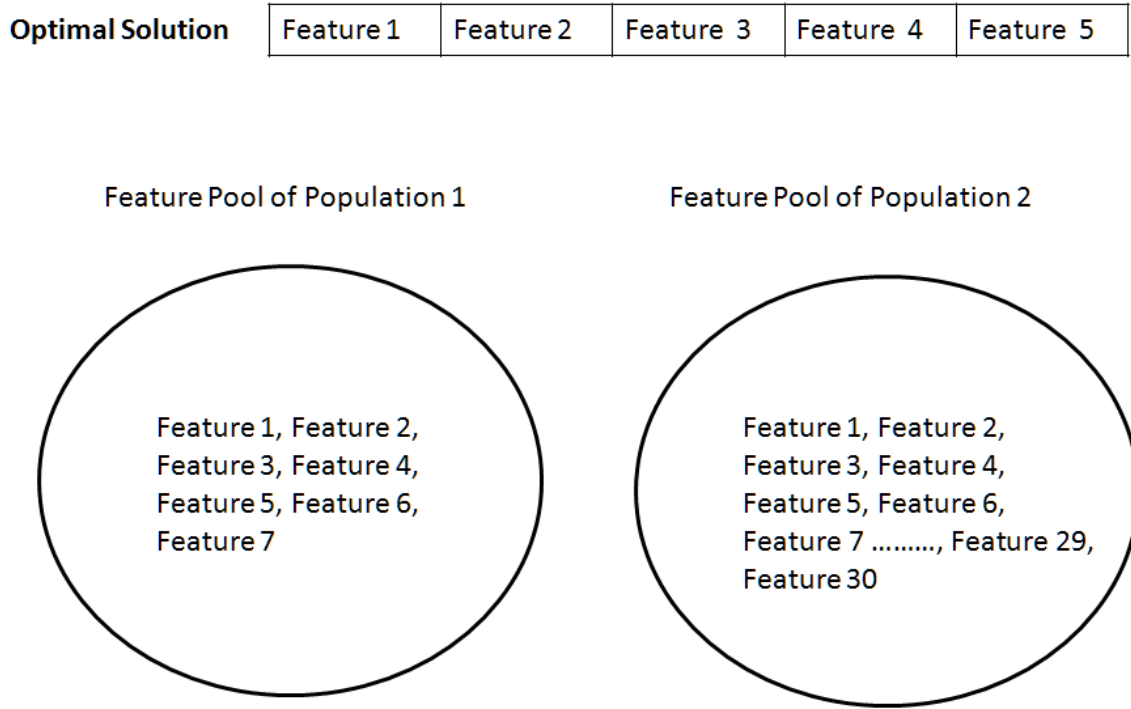 Optimal Solution Feature 1 Feature 2 Feature 3 Feature 4 Feature 5
Feature Pool of Population 1
Feature Pool of Population 2
Feature 1, Feature 2,
Feature 3, Feature 4,
Feature 5, Feature 6,
Feature 7
Feature 1, Feature 2,
Feature 3, Feature 4,
Feature 5, Feature 6,
Feature 7 ........., Feature 29,
Feature 30